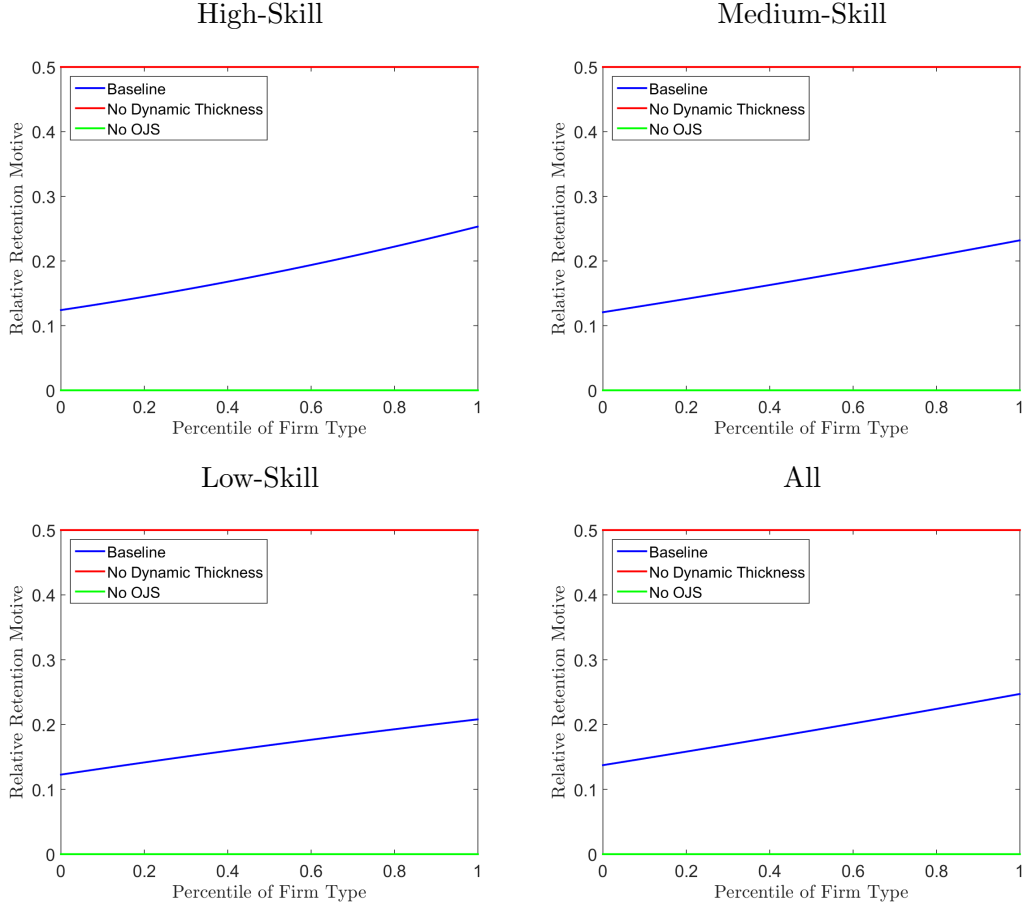 High-Skill
Medium-Skill
Relative Retention Motive
0.5
0.4
0.3
0.2
0.1
0
Baseline
No Dynamic Thickness
No OJS
0 0.2 0.4 0.6 0.8 1
Percentile of Firm Type
Relative Retention Motive
0.5
0.4
0.3
0.2
0.1
0
Baseline
No Dynamic Thickness
No OJS
0 0.2 0.4 0.6 0.8 1
Percentile of Firm Type
Low-Skill
All
Relative Retention Motive
0.5
0.4
0.3
0.2
0.1
0
Baseline
No Dynamic Thickness
No OJS
0 0.2 0.4 0.6 0.8 1
Percentile of Firm Type
Relative Retention Motive
0.5
0.4
0.3
0.2
0.1
0
Baseline
No Dynamic Thickness
No OJS
0 0.2 0.4 0.6 0.8 1
Percentile of Firm Type